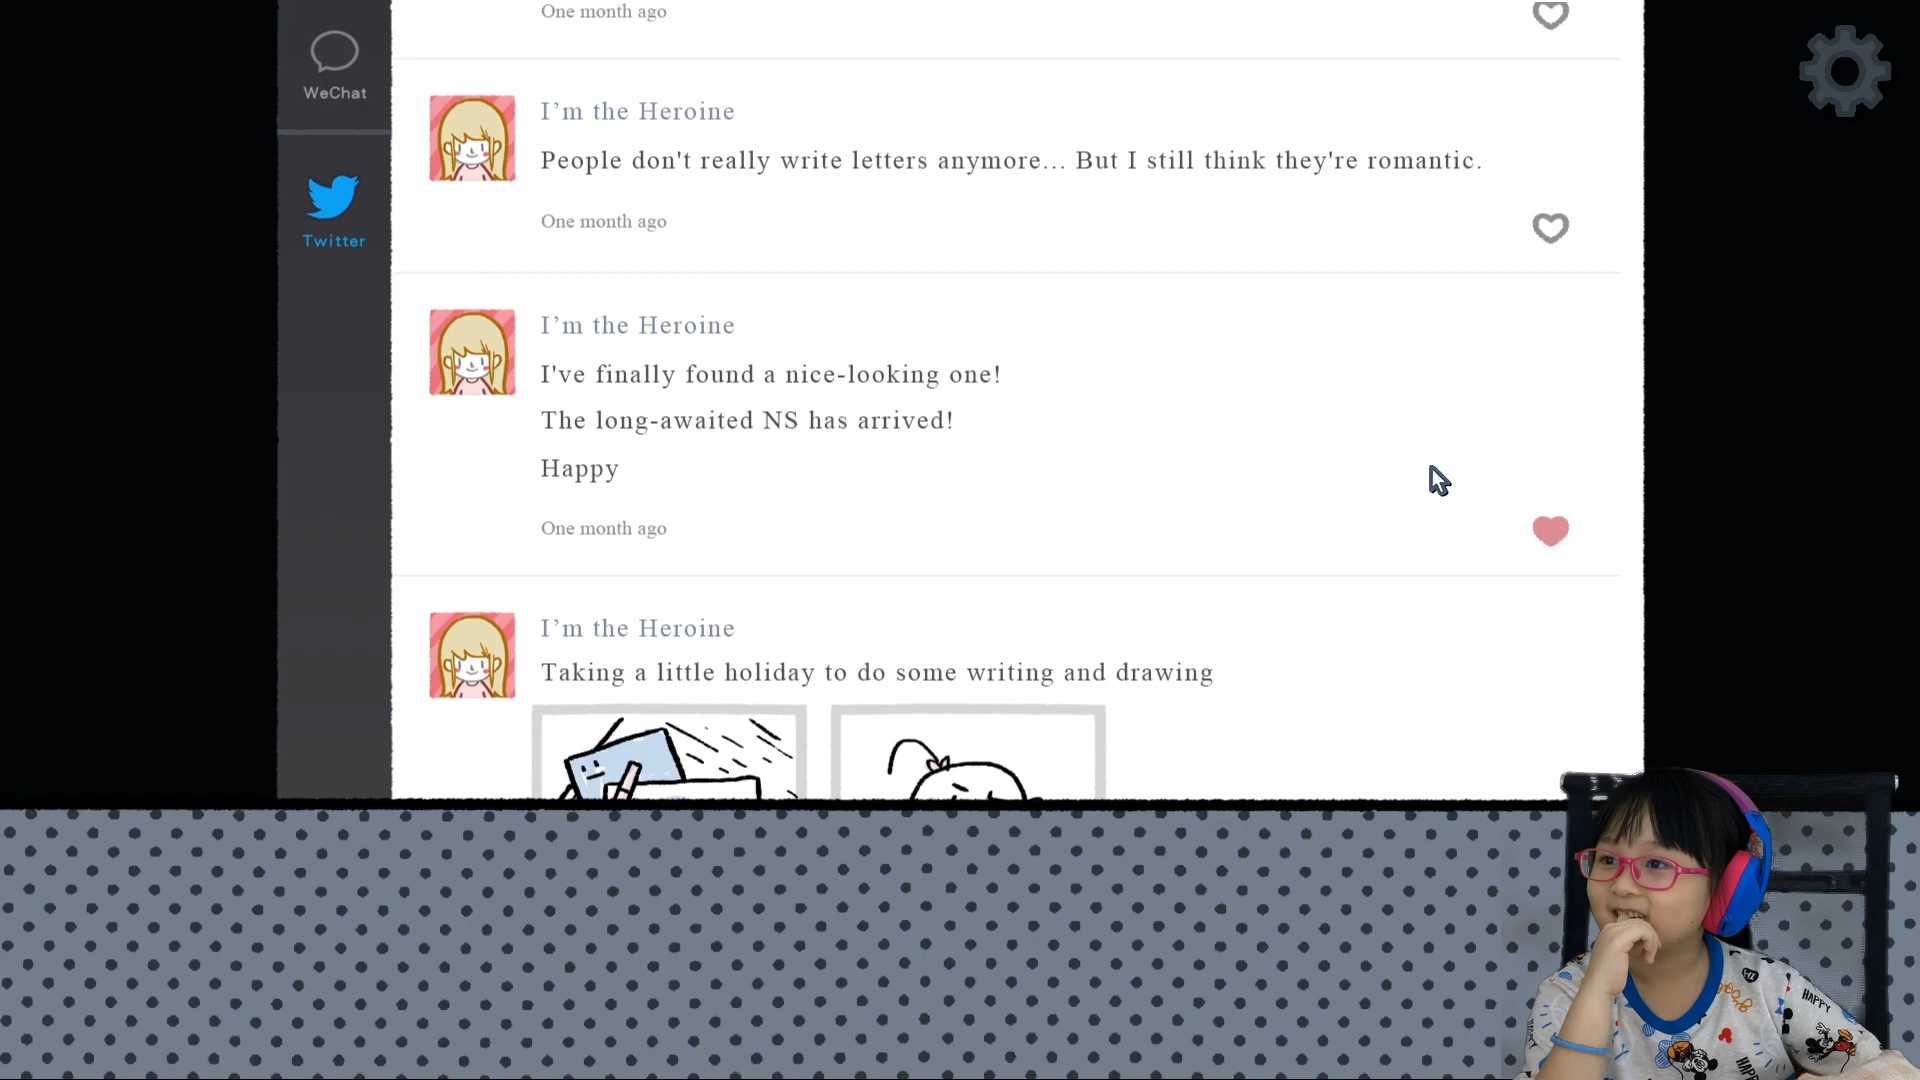 One month ago
WeChat
I’m the Heroine
People don't really write letters anymore... But I still think they're romantic.
One month ago
Twitter
I’m the Heroine
I've finally found a nice-looking one!
The long-awaited NS has arrived!
Happy
One month ago
I’m the Heroine
Taking a little holiday to do some writing and drawing
HAPPY